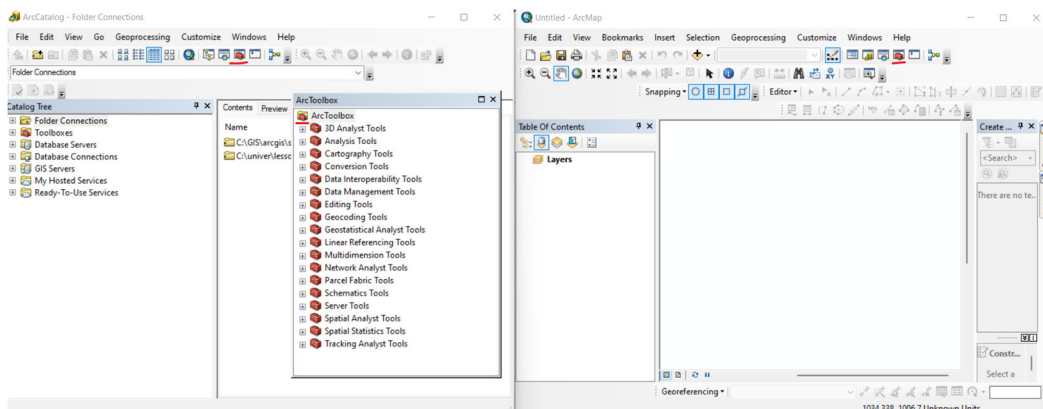 ArcCatalog - Folder Connections
File Edit View Go Geoprocessing Customize Windows Help
Folder Connections
Catalog Tree
Folder Connections
Toolboxes
Database Servers
Database Connections
GIS Servers
My Hosted Services
Ready-To-Use Services
Contents Preview
Name
C:\GIS\arcgis\s
C:\univer\lesso
ArcToolbox
ArcToolbox
3D Analyst Tools
Analysis Tools
Cartography Tools
Conversion Tools
Data Interoperability Tools
Data Management Tools
Editing Tools
Geocoding Tools
Geostatistical Analyst Tools
Linear Referencing Tools
Multidimension Tools
Network Analyst Tools
Parcel Fabric Tools
Schematics Tools
Server Tools
Spatial Analyst Tools
Spatial Statistics Tools
Tracking Analyst Tools
Untitled - ArcMap
File Edit View Bookmarks Insert Selection Geoprocessing Customize Windows Help
Snapping Editor
Table Of Contents
Layers
Create ...
<Search>
There are no te..
Constr...
Select a
Georeferencing
1034,338 1006,7 Unknown Units